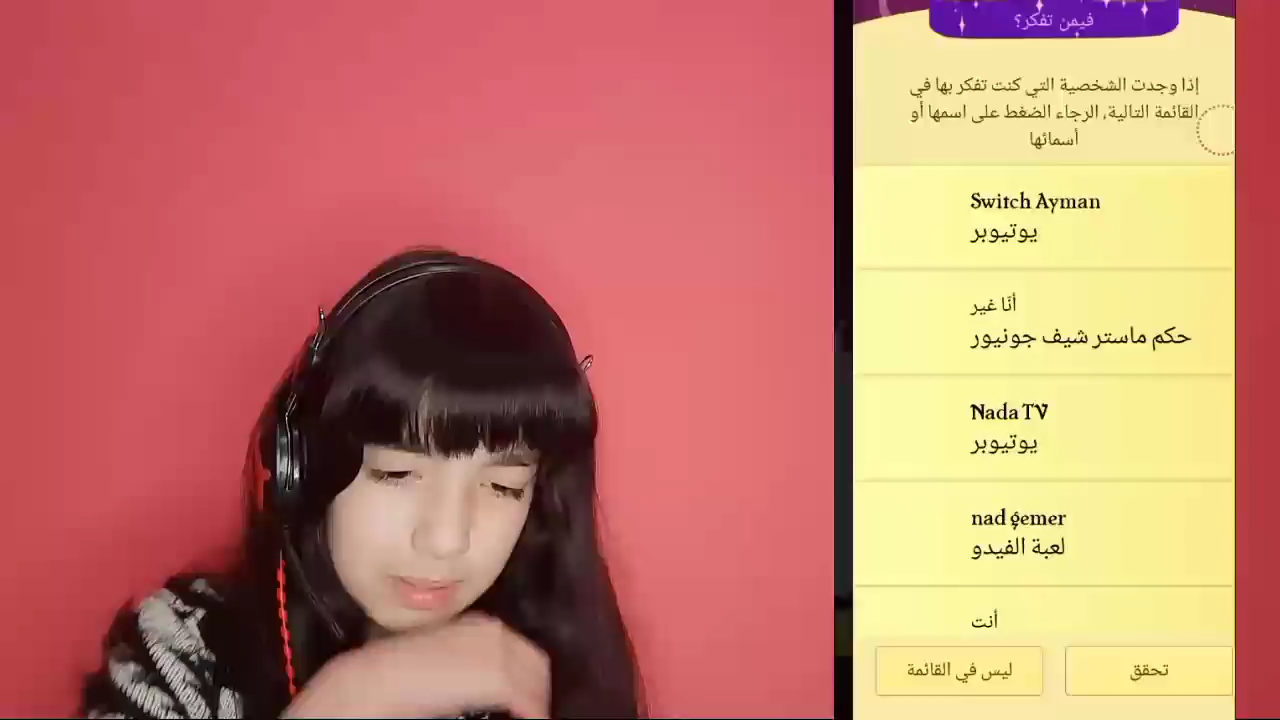 فيمن تفكر؟
إذا وجدت الشخصية التي كنت تفكر بها في
القائمة التالية, الرجاء الضغط على اسمها أو
أسمائها
Switch Ayman
يوتيوبر
أنا غير
حكم ماستر شيف جونيور
Nada TV
يوتيوبر
nad gemer
لعبة الفيدو
أنت
ليس في القائمة
تحقق